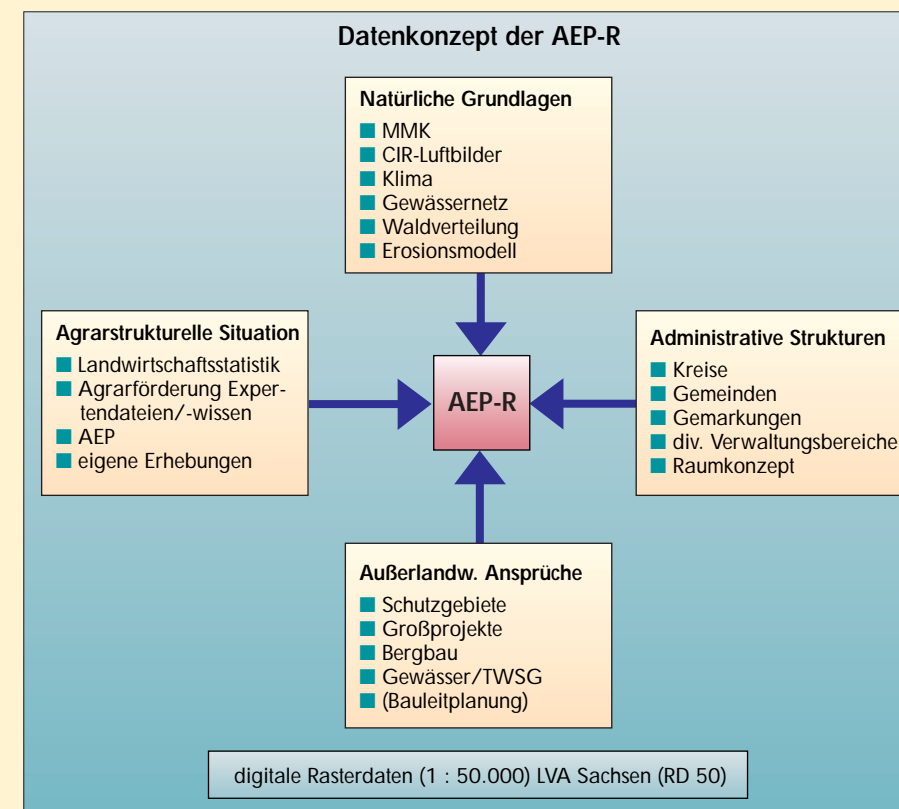 Datenkonzept der AEP-R
Natürliche Grundlagen
MMK
CIR-Luftbilder
Klima
Gewässernetz
Waldverteilung
Erosionsmodell
Agrarstrukturelle Situation
Landwirtschaftsstatistik
Agrarförderung Exper-
tendateien/-wissen
AEP
eigene Erhebungen
AEP-R
Administrative Strukturen
Kreise
Gemeinden
Gemarkungen
div. Verwaltungsbereiche
Raumkonzept
Außerlandw. Ansprüche
Schutzgebiete
Großprojekte
Bergbau
Gewässer/TWSG
(Bauleitplanung)
digitale Rasterdaten (1 : 50.000) LVA Sachsen (RD 50)